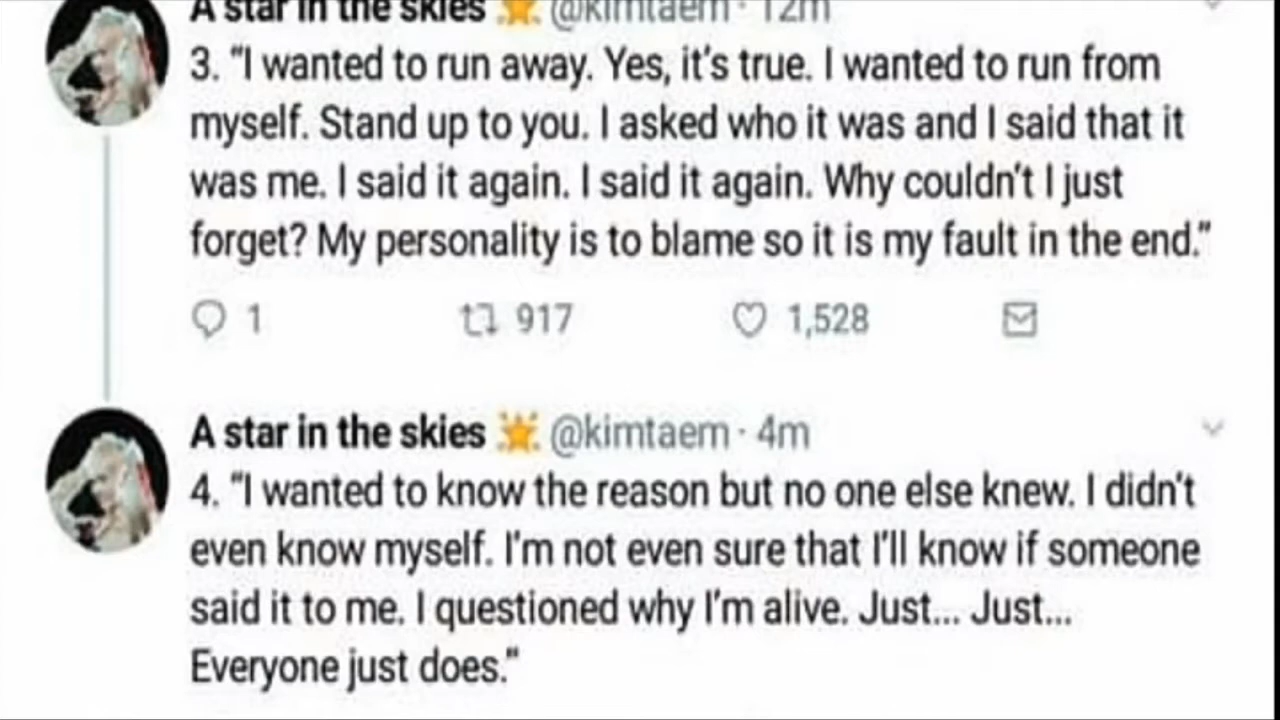 A star in the skies @kimtaem · 12m
3. "I wanted to run away. Yes, it's true. I wanted to run from
myself. Stand up to you. I asked who it was and I said that it
was me. I said it again. I said it again. Why couldn't I just
forget? My personality is to blame so it is my fault in the end."
1 917 1,528
A star in the skies @kimtaem · 4m
4. "I wanted to know the reason but no one else knew. I didn't
even know myself. I'm not even sure that I'll know if someone
said it to me. I questioned why I'm alive. Just... Just...
Everyone just does."